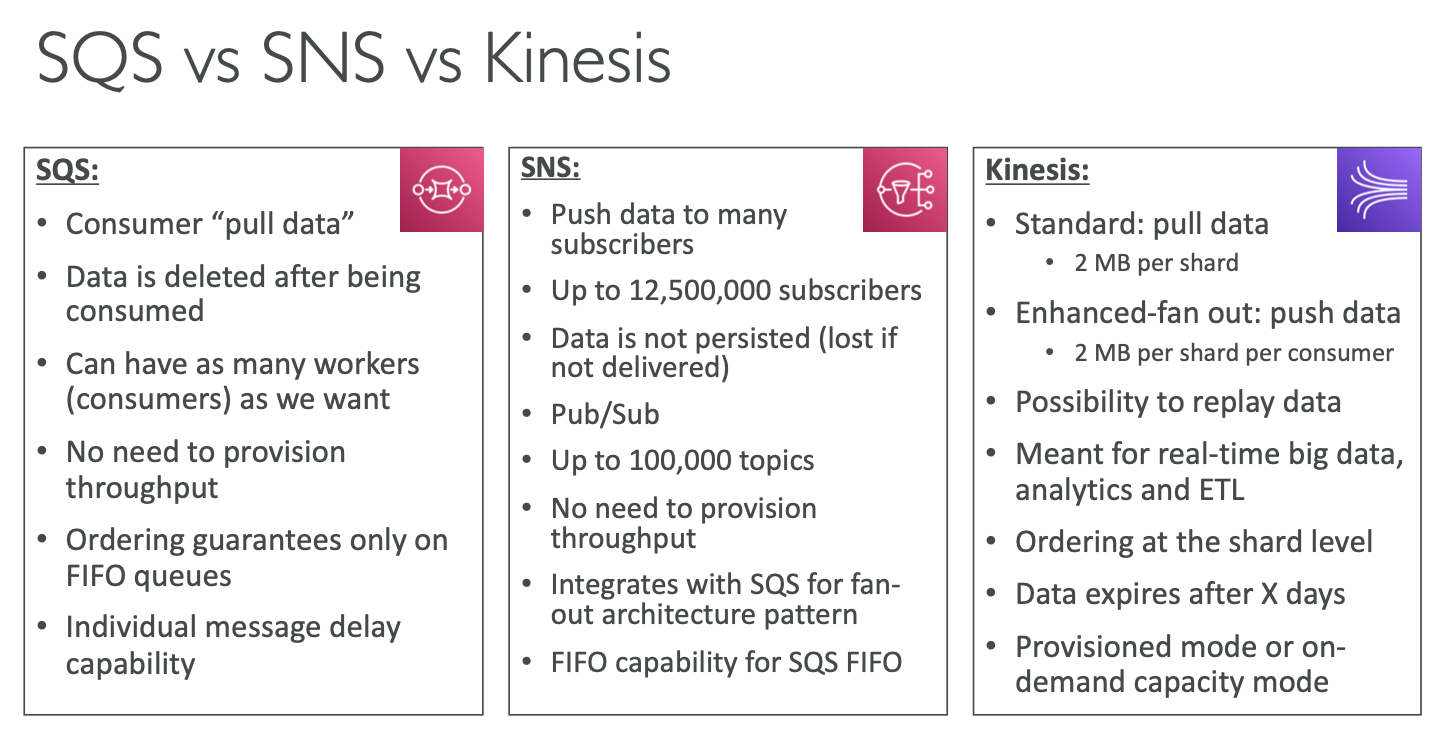 SQS vs SNS vs Kinesis
SQS:
• Consumer “pull data”
• Data is deleted after being
consumed
• Can have as many workers
(consumers) as we want
• No need to provision
throughput
• Ordering guarantees only on
FIFO queues
• Individual message delay
capability
SNS:
• Push data to many
subscribers
• Up to 12,500,000 subscribers
• Data is not persisted (lost if
not delivered)
• Pub/Sub
• Up to 100,000 topics
• No need to provision
throughput
• Integrates with SQS for fan-
out architecture pattern
• FIFO capability for SQS FIFO
Kinesis:
• Standard: pull data
• 2 MB per shard
• Enhanced-fan out: push data
• 2 MB per shard per consumer
• Possibility to replay data
• Meant for real-time big data,
analytics and ETL
• Ordering at the shard level
• Data expires after X days
• Provisioned mode or on-
demand capacity mode